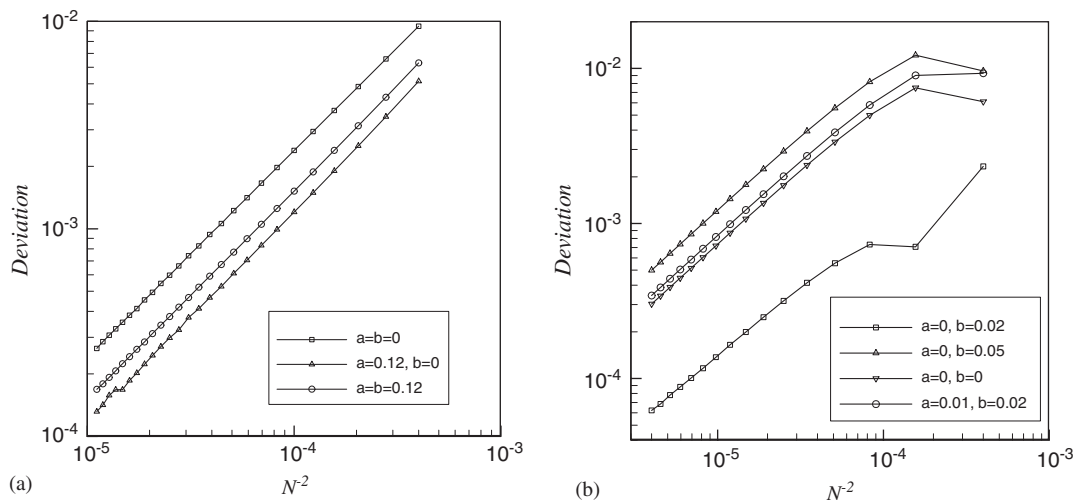 10^-2
10^-3
10^-4
Deviation
10^-5
10^-4
10^-3
N^-2
a=b=0
a=0.12, b=0
a=b=0.12
(a)
10^-2
10^-3
10^-4
Deviation
10^-5
10^-4
10^-3
N^-2
a=0, b=0.02
a=0, b=0.05
a=0, b=0
a=0.01, b=0.02
(b)